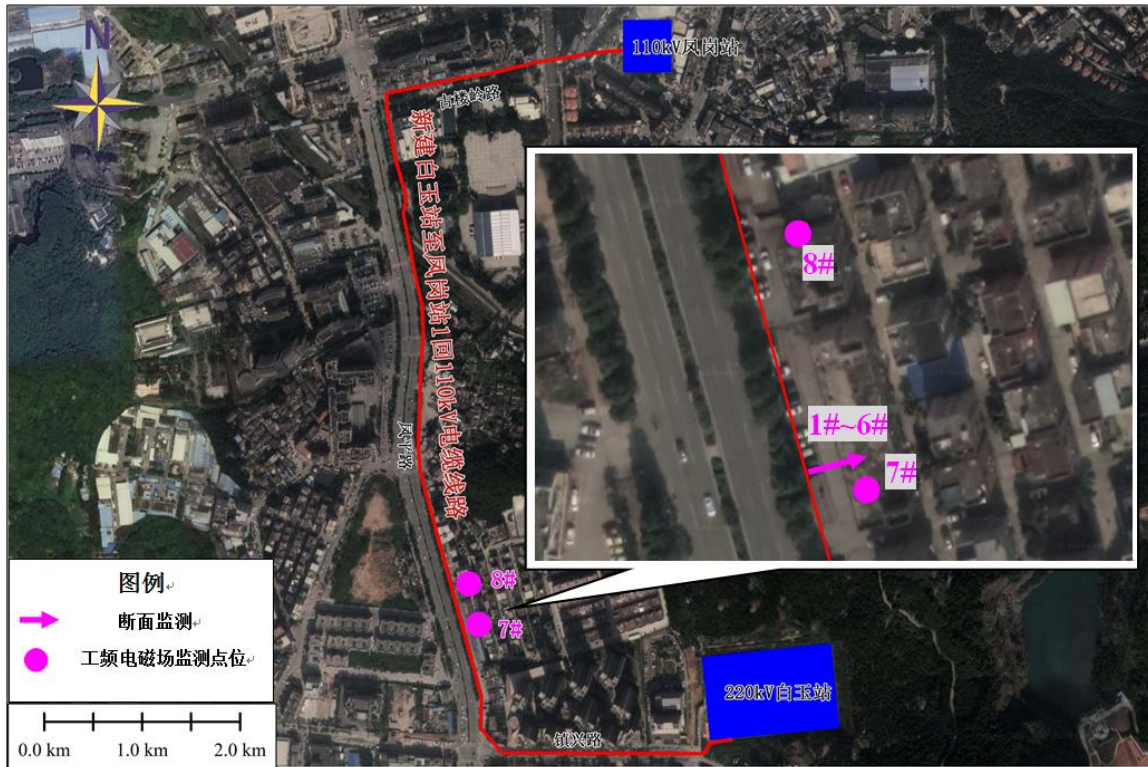 N
110kV凤岗站
古楼岭路
新建白玉站至凤岗站1回110kV电缆线路
凤平路
8#
1#~6#
7#
8#
7#
图例
断面监测
工频电磁场监测点位
0.0 km 1.0 km 2.0 km
220kV白玉站
镇兴路